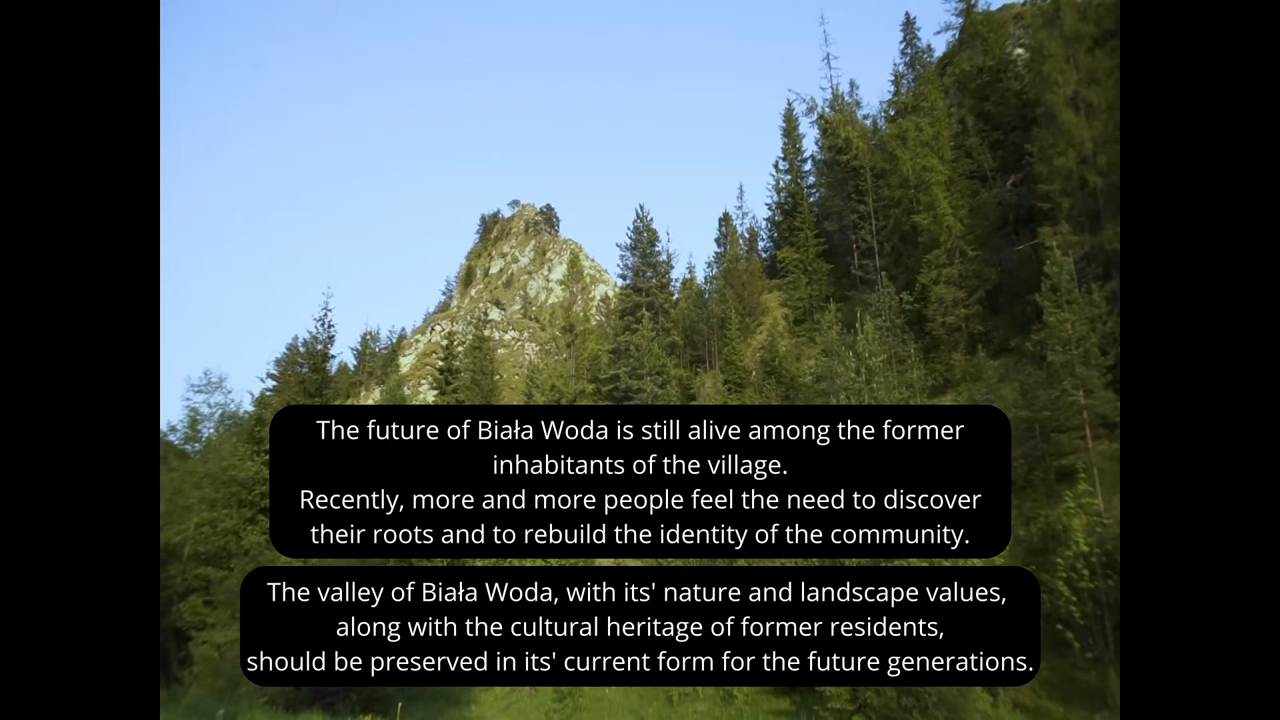 The future of Biała Woda is still alive among the former
inhabitants of the village.
Recently, more and more people feel the need to discover
their roots and to rebuild the identity of the community.
The valley of Biała Woda, with its' nature and landscape values,
along with the cultural heritage of former residents,
should be preserved in its' current form for the future generations.